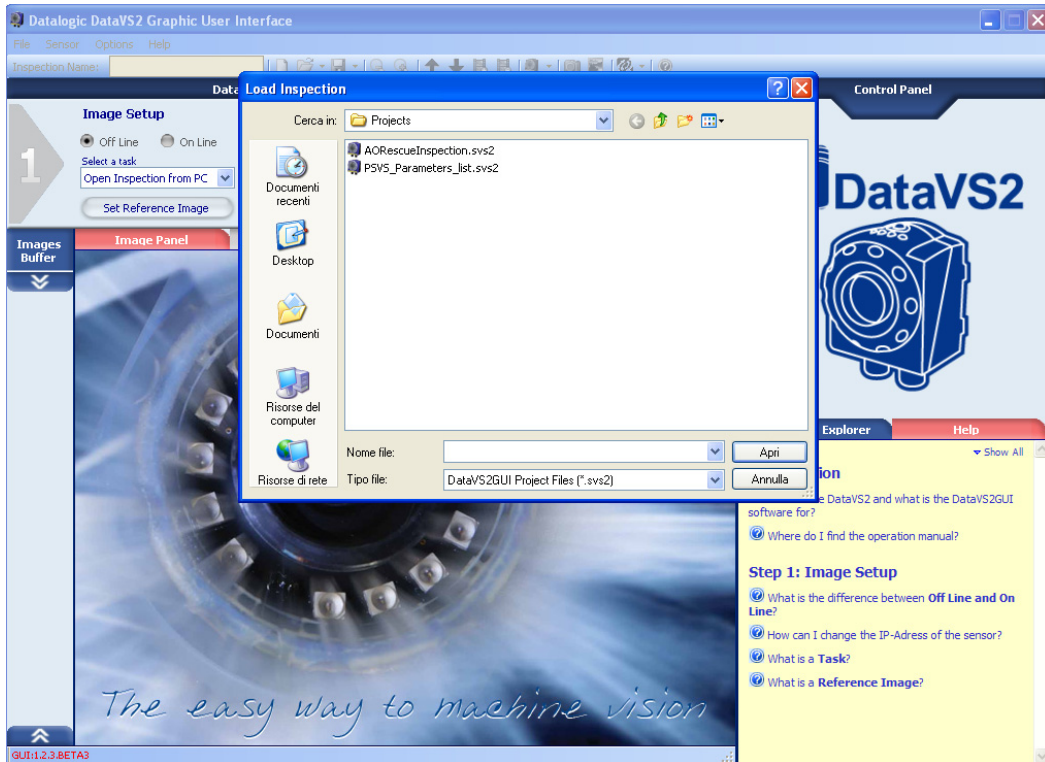 Datalogic DataVS2 Graphic User Interface
File Sensor Options Help
Inspection Name:
Data
Control Panel
Image Setup
1
Off Line On Line
Select a task
Open Inspection from PC
Set Reference Image
Images
Buffer
Image Panel
Load Inspection
Cerca in: Projects
AORescueInspection.svs2
PSVS_Parameters_list.svs2
Documenti
recenti
Desktop
Documenti
Risorse del
computer
Risorse di rete
Nome file: Apri
Tipo file: DataVS2GUI Project Files (*.svs2) Annulla
DataVS2
Explorer Help
Show All
ion
e DataVS2 and what is the DataVS2GUI
software for?
Where do I find the operation manual?
Step 1: Image Setup
What is the difference between Off Line and On
Line?
How can I change the IP-Adress of the sensor?
What is a Task?
What is a Reference Image?
The easy way to machine vision
GUI:1.2.3.BETA3